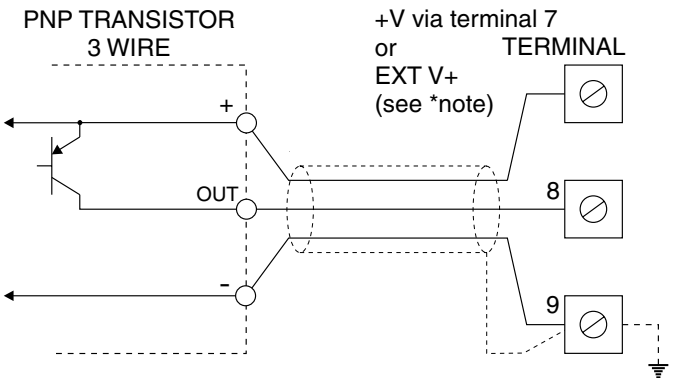 PNP TRANSISTOR
3 WIRE
+V via terminal 7
or
EXT V+
(see *note)
TERMINAL
+
OUT
8
-
9